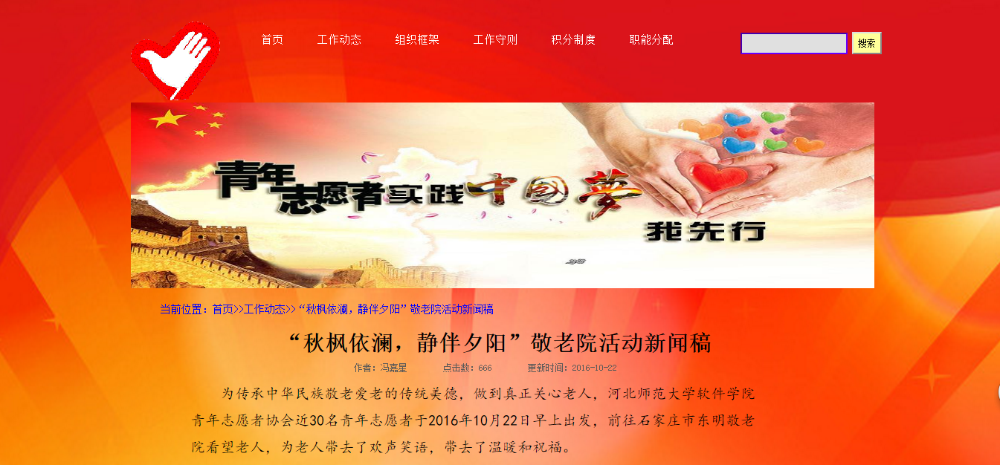 首页 工作动态 组织框架 工作守则 积分制度 职能分配 搜索
青年志愿者实践中國夢
我先行
当前位置：首页>>工作动态>>“秋枫依澜，静伴夕阳”敬老院活动新闻稿
“秋枫依澜，静伴夕阳”敬老院活动新闻稿
作者：冯嘉星 点击数：666 更新时间：2016-10-22
为传承中华民族敬老爱老的传统美德，做到真正关心老人，河北师范大学软件学院
青年志愿者协会近30名青年志愿者于2016年10月22日早上出发，前往石家庄市东明敬老
院看望老人，为老人带去了欢声笑语，带去了温暖和祝福。